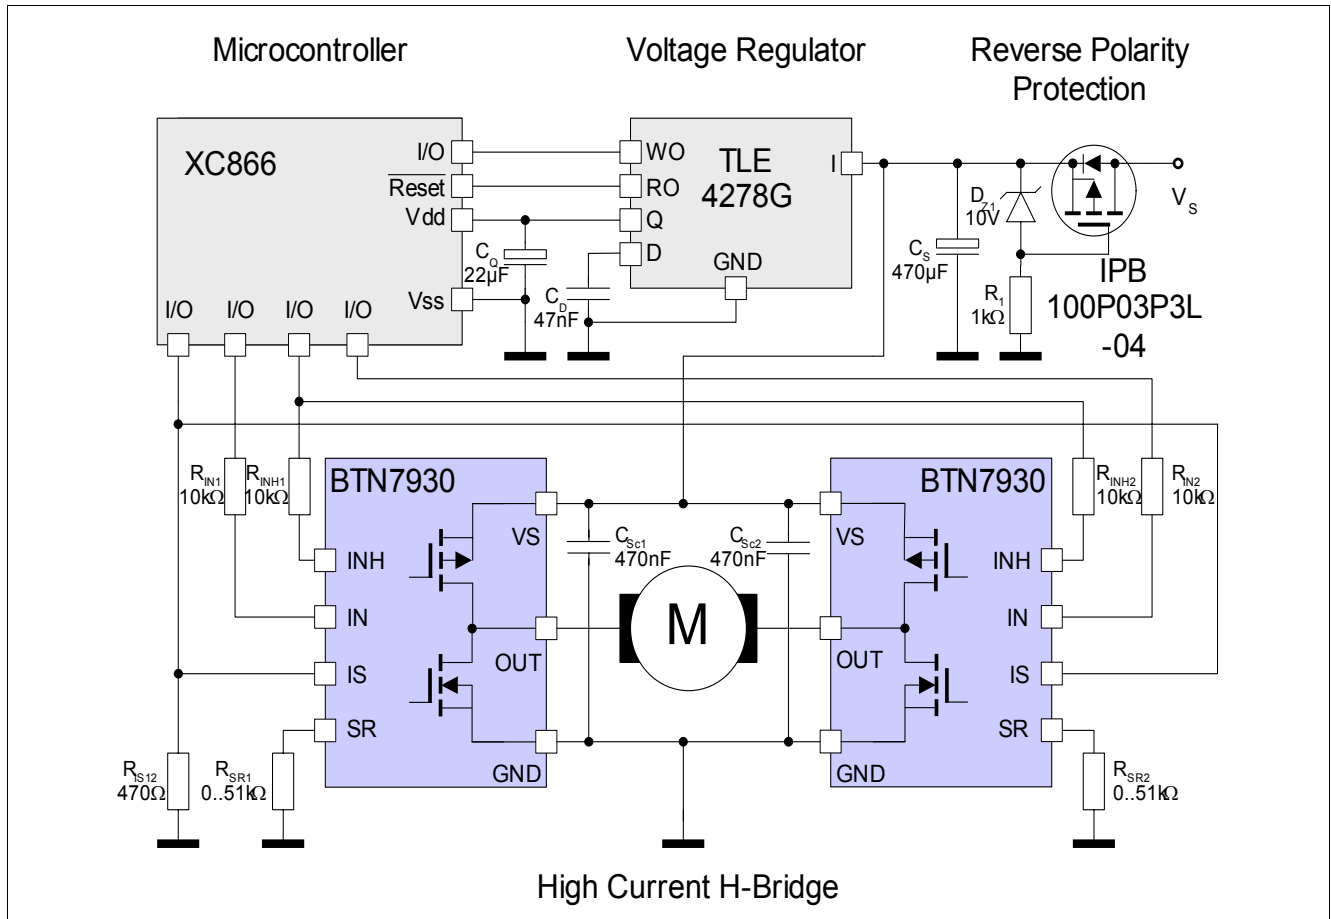 Microcontroller
Voltage Regulator
Reverse Polarity
Protection
XC866
I/O
Reset
Vdd
Vss
I/O
I/O
I/O
I/O
WO
RO
Q
D
TLE
4278G
I
GND
C_Q
22µF
C_D
47nF
C_S
470µF
D_Z1
10V
R_1
1kΩ
V_S
IPB
100P03P3L
-04
R_IN1
10kΩ
R_INH1
10kΩ
BTN7930
VS
INH
IN
IS
SR
OUT
GND
C_Sc1
470nF
C_Sc2
470nF
M
BTN7930
VS
INH
IN
IS
SR
OUT
GND
R_INH2
10kΩ
R_IN2
10kΩ
R_IS12
470Ω
R_SR1
0..51kΩ
R_SR2
0..51kΩ
High Current H-Bridge